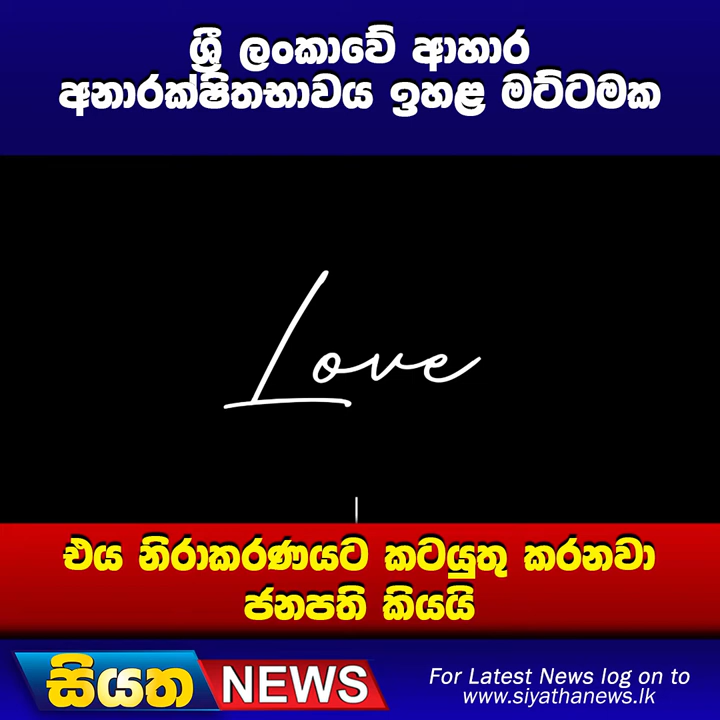 ශ්‍රී ලංකාවේ ආහාර
අනාරක්ෂිතභාවය ඉහළ මට්ටමක
Love
එය නිරාකරණයට කටයුතු කරනවා
ජනපති කියයි
සියත NEWS
For Latest News log on to
www.siyathanews.lk